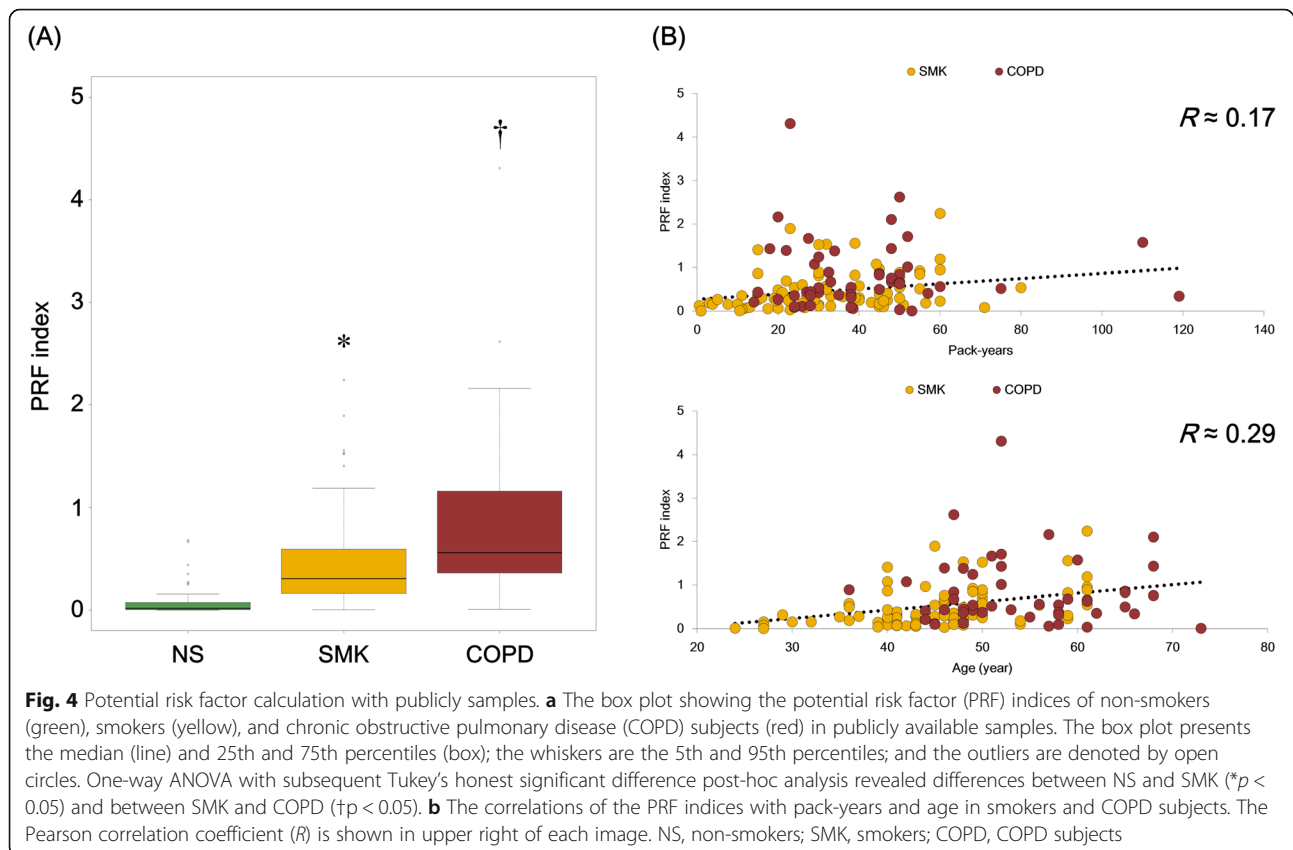 (A)
5
4
3
2
1
0
PRF index
*
†
NS SMK COPD
(B)
SMK COPD
R ≈ 0.17
5
4
3
2
1
0
PRF index
0 20 40 60 80 100 120 140
Pack-years
SMK COPD
R ≈ 0.29
5
4
3
2
1
0
PRF index
20 30 40 50 60 70 80
Age (year)
Fig. 4 Potential risk factor calculation with publicly samples. a The box plot showing the potential risk factor (PRF) indices of non-smokers
(green), smokers (yellow), and chronic obstructive pulmonary disease (COPD) subjects (red) in publicly available samples. The box plot presents
the median (line) and 25th and 75th percentiles (box); the whiskers are the 5th and 95th percentiles; and the outliers are denoted by open
circles. One-way ANOVA with subsequent Tukey's honest significant difference post-hoc analysis revealed differences between NS and SMK (*p <
0.05) and between SMK and COPD (†p < 0.05). b The correlations of the PRF indices with pack-years and age in smokers and COPD subjects. The
Pearson correlation coefficient (R) is shown in upper right of each image. NS, non-smokers; SMK, smokers; COPD, COPD subjects